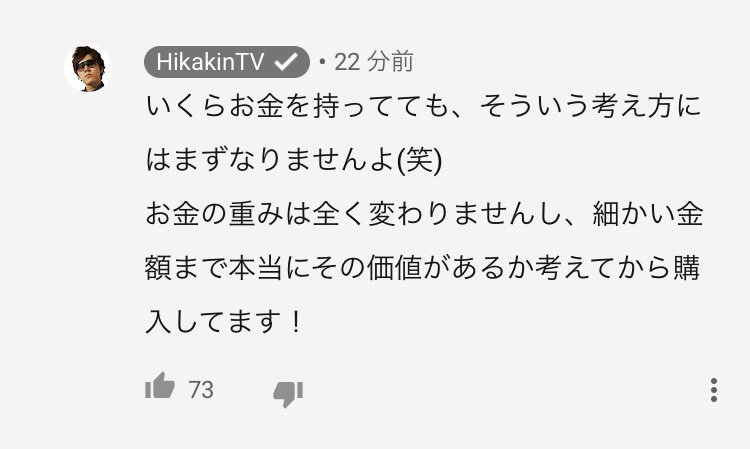 HikakinTV • 22 分前
いくらお金を持ってても、そういう考え方に
はまずなりませんよ(笑)
お金の重みは全く変わりませんし、細かい金
額まで本当にその価値があるか考えてから購
入してます！
73